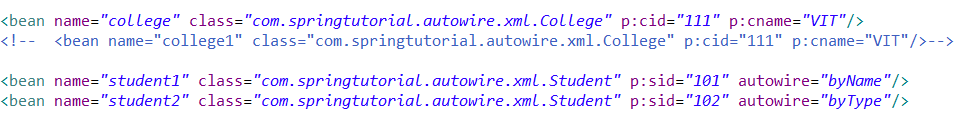 <bean name="college" class="com.springtutorial.autowire.xml.College" p:cid="111" p:cname="VIT"/>
<!--  <bean name="college1" class="com.springtutorial.autowire.xml.College" p:cid="111" p:cname="VIT"/>-->
<bean name="student1" class="com.springtutorial.autowire.xml.Student" p:sid="101" autowire="byName"/>
<bean name="student2" class="com.springtutorial.autowire.xml.Student" p:sid="102" autowire="byType"/>